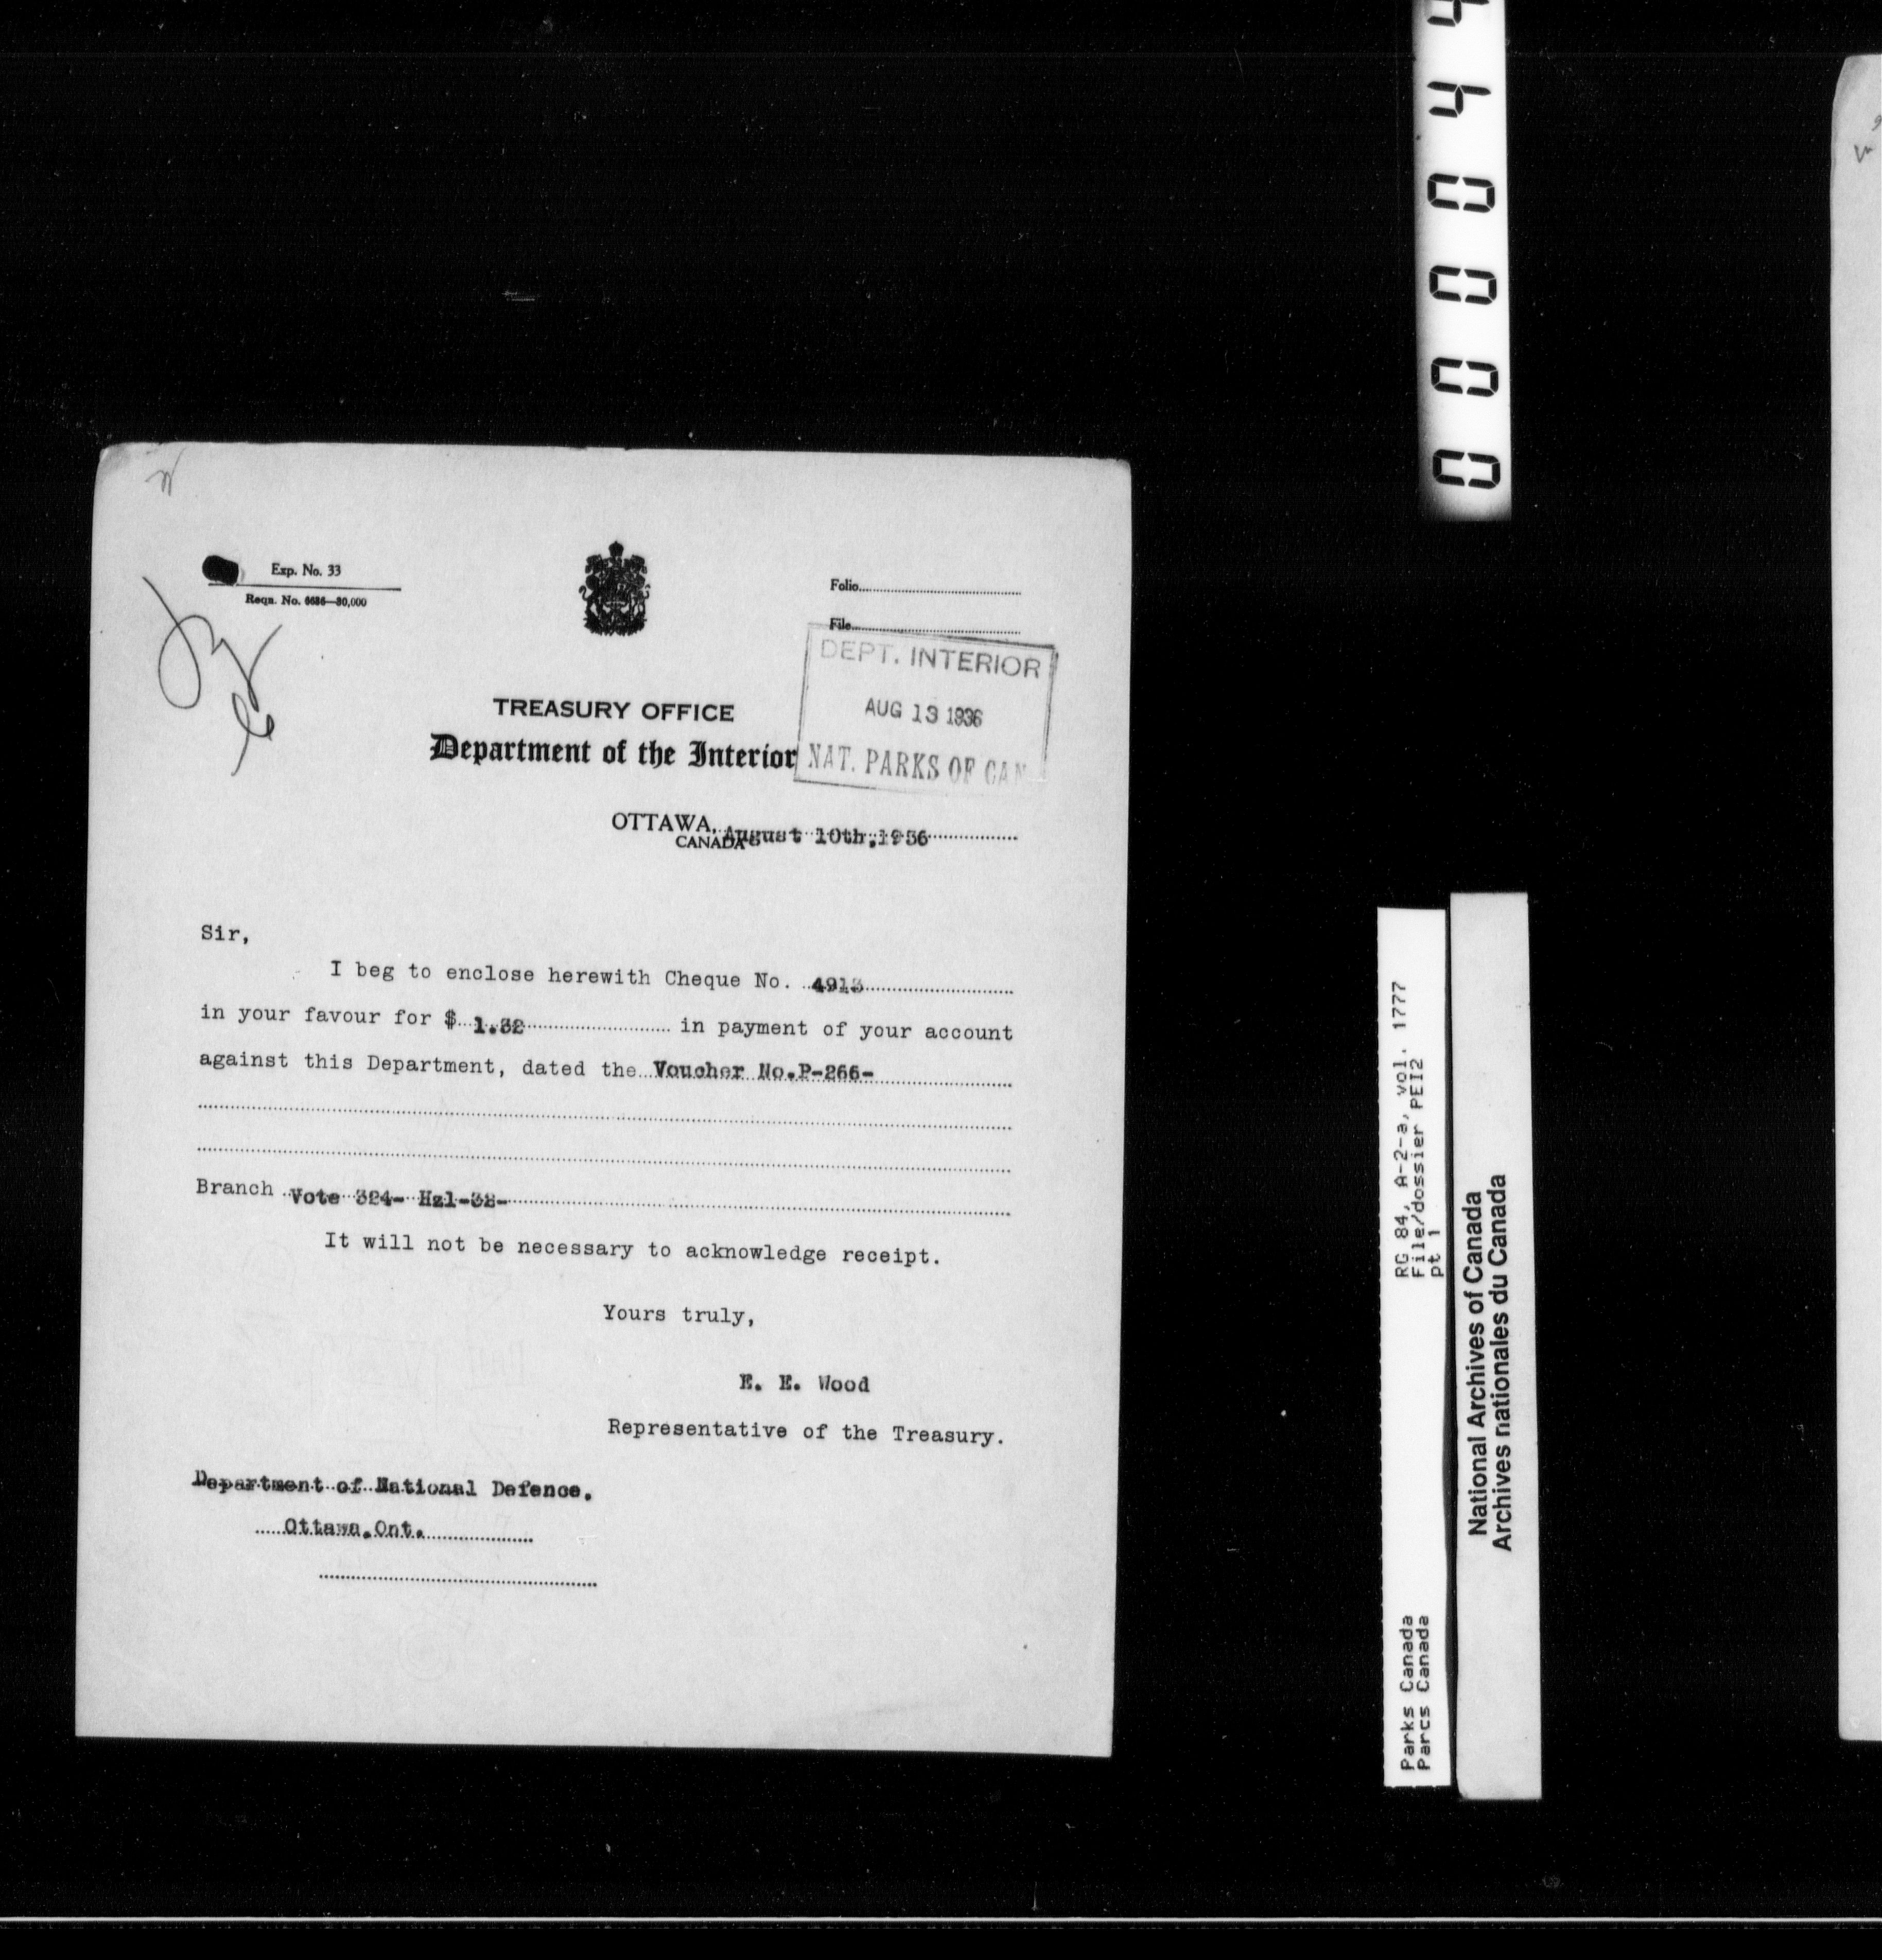 Exp. No. 33
Reqn. No. 6636—30,000
Folio
File
DEPT. INTERIOR
AUG 13 1936
NAT. PARKS OF CAN
TREASURY OFFICE
Department of the Interior
OTTAWA, August 10th,1936
CANADA
Sir,
I beg to enclose herewith Cheque No. 4913
in your favour for $ 1.32 in payment of your account
against this Department, dated the Voucher No.P-266-
Branch Vote 324- Hzl-38-
It will not be necessary to acknowledge receipt.
Yours truly,
E. E. Wood
Representative of the Treasury.
Department of National Defence.
Ottawa,Ont.
000044
RG 84, A-2-a, vol. 1777
File/dossier PEI2
pt 1
Parks Canada
Parcs Canada
National Archives of Canada
Archives nationales du Canada